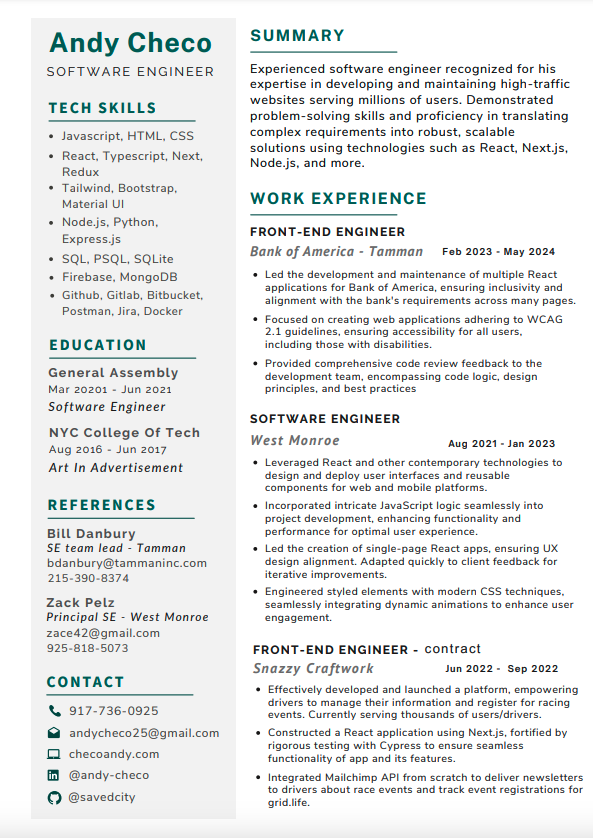 Andy Checo
SOFTWARE ENGINEER
TECH SKILLS
• Javascript, HTML, CSS
• React, Typescript, Next,
Redux
• Tailwind, Bootstrap,
Material UI
• Node.js, Python,
Express.js
• SQL, PSQL, SQLite
• Firebase, MongoDB
• Github, Gitlab, Bitbucket,
Postman, Jira, Docker
EDUCATION
General Assembly
Mar 20201 - Jun 2021
Software Engineer
NYC College Of Tech
Aug 2016 - Jun 2017
Art In Advertisement
REFERENCES
Bill Danbury
SE team lead - Tamman
bdanbury@tammaninc.com
215-390-8374
Zack Pelz
Principal SE - West Monroe
zace42@gmail.com
925-818-5073
CONTACT
917-736-0925
andycheco25@gmail.com
checoandy.com
@andy-checo
@savedcity
SUMMARY
Experienced software engineer recognized for his
expertise in developing and maintaining high-traffic
websites serving millions of users. Demonstrated
problem-solving skills and proficiency in translating
complex requirements into robust, scalable
solutions using technologies such as React, Next.js,
Node.js, and more.
WORK EXPERIENCE
FRONT-END ENGINEER
Bank of America - Tamman Feb 2023 - May 2024
• Led the development and maintenance of multiple React
applications for Bank of America, ensuring inclusivity and
alignment with the bank's requirements across many pages.
• Focused on creating web applications adhering to WCAG
2.1 guidelines, ensuring accessibility for all users,
including those with disabilities.
• Provided comprehensive code review feedback to the
development team, encompassing code logic, design
principles, and best practices
SOFTWARE ENGINEER
West Monroe Aug 2021 - Jan 2023
• Leveraged React and other contemporary technologies to
design and deploy user interfaces and reusable
components for web and mobile platforms.
• Incorporated intricate JavaScript logic seamlessly into
project development, enhancing functionality and
performance for optimal user experience.
• Led the creation of single-page React apps, ensuring UX
design alignment. Adapted quickly to client feedback for
iterative improvements.
• Engineered styled elements with modern CSS techniques,
seamlessly integrating dynamic animations to enhance user
engagement.
FRONT-END ENGINEER - contract
Snazzy Craftwork Jun 2022 - Sep 2022
• Effectively developed and launched a platform, empowering
drivers to manage their information and register for racing
events. Currently serving thousands of users/drivers.
• Constructed a React application using Next.js, fortified by
rigorous testing with Cypress to ensure seamless
functionality of app and its features.
• Integrated Mailchimp API from scratch to deliver newsletters
to drivers about race events and track event registrations for
grid.life.